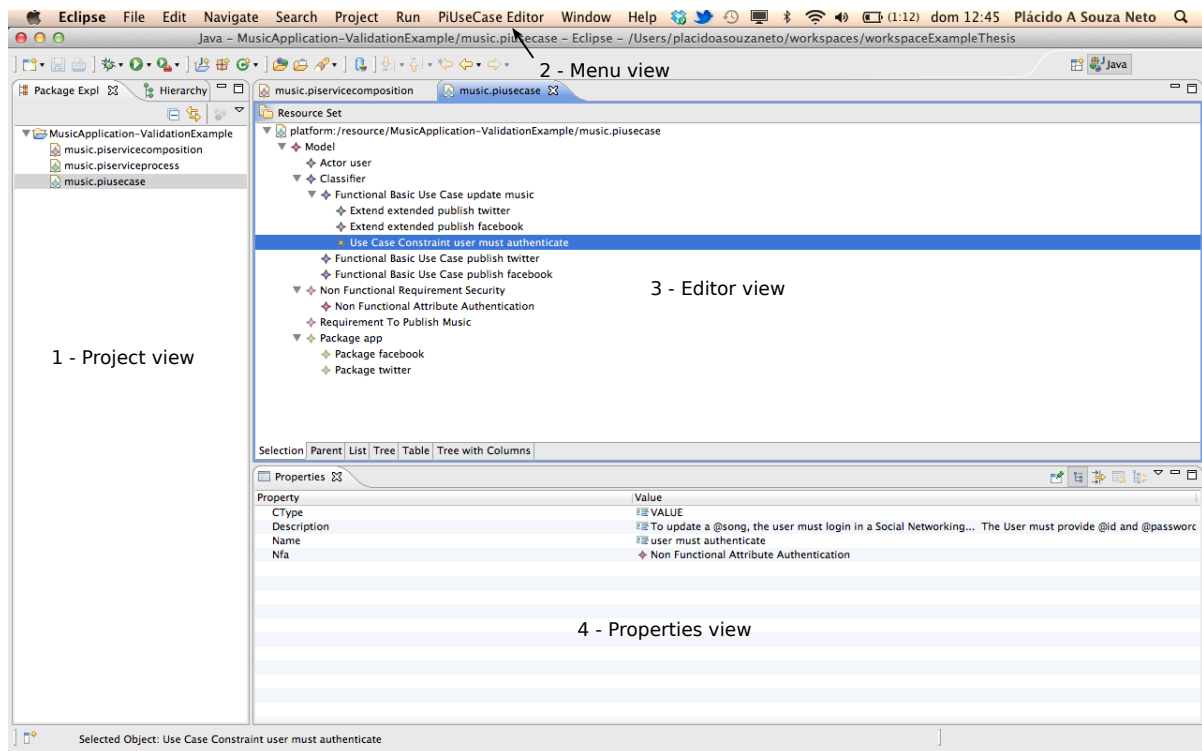 Eclipse File Edit Navigate Search Project Run PiUseCase Editor Window Help (1:12) dom 12:45 Plácido A Souza Neto
Java – MusicApplication-ValidationExample/music.piusecase – Eclipse – /Users/placidoasouzaneto/workspaces/workspaceExampleThesis
2 - Menu view
Java
Package Expl Hierarchy
music.piservicecomposition music.piusecase
MusicApplication-ValidationExample
music.piservicecomposition
music.piserviceprocess
music.piusecase
1 - Project view
Resource Set
platform:/resource/MusicApplication-ValidationExample/music.piusecase
Model
Actor user
Classifier
Functional Basic Use Case update music
Extend extended publish twitter
Extend extended publish facebook
Use Case Constraint user must authenticate
Functional Basic Use Case publish twitter
Functional Basic Use Case publish facebook
Non Functional Requirement Security
Non Functional Attribute Authentication
Requirement To Publish Music
Package app
Package facebook
Package twitter
3 - Editor view
Selection Parent List Tree Table Tree with Columns
Properties
Property Value
CType VALUE
Description To update a @song, the user must login in a Social Networking... The User must provide @id and @passworc
Name user must authenticate
Nfa Non Functional Attribute Authentication
4 - Properties view
Selected Object: Use Case Constraint user must authenticate